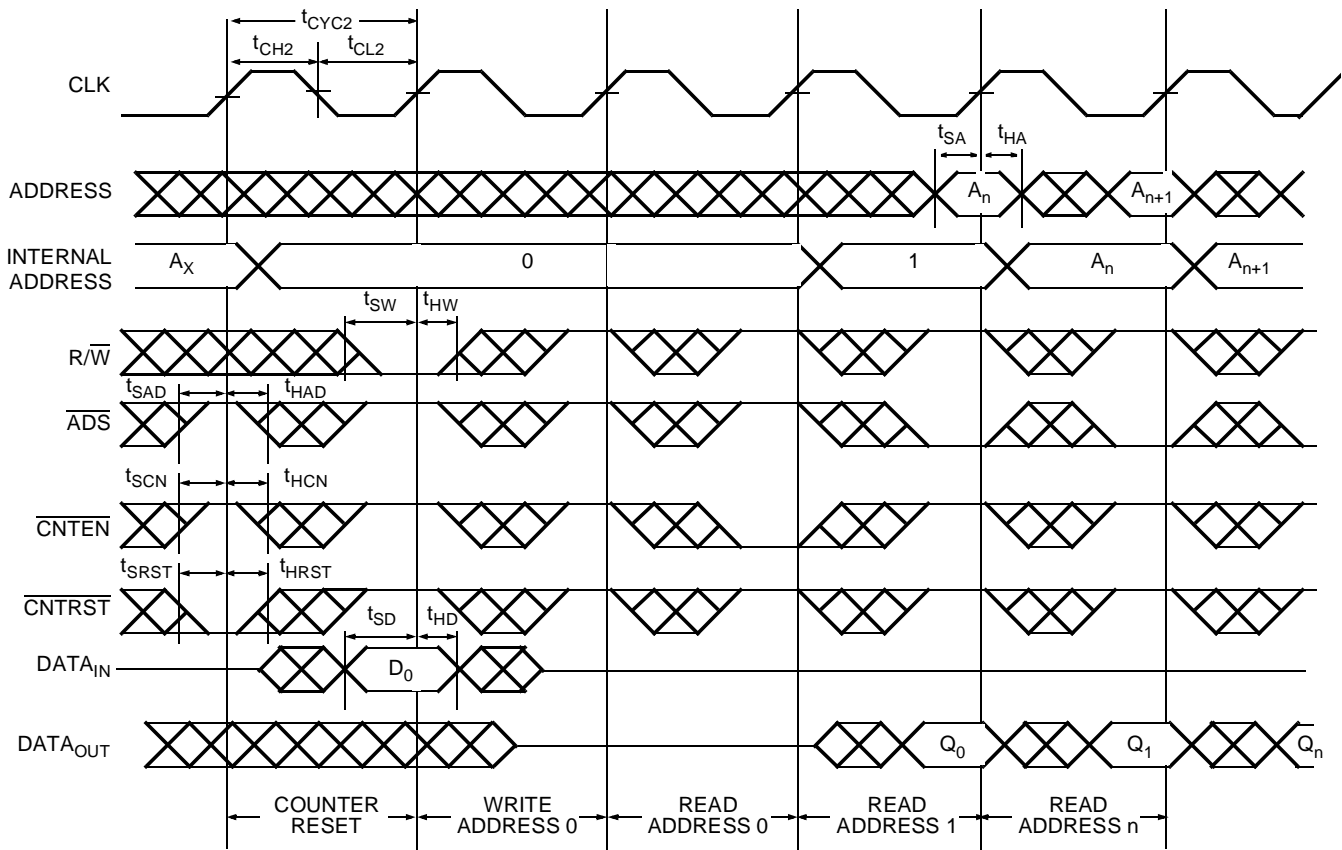 tCYC2
tCH2 tCL2
CLK
tSA tHA
ADDRESS An An+1
INTERNAL
ADDRESS
AX 0 1 An An+1
tSW tHW
R/W
tSAD tHAD
ADS
tSCN tHCN
CNTEN
tSRST tHRST
CNTRST
tSD tHD
DATAIN D0
DATAOUT Q0 Q1 Qn
COUNTER
RESET
WRITE
ADDRESS 0
READ
ADDRESS 0
READ
ADDRESS 1
READ
ADDRESS n